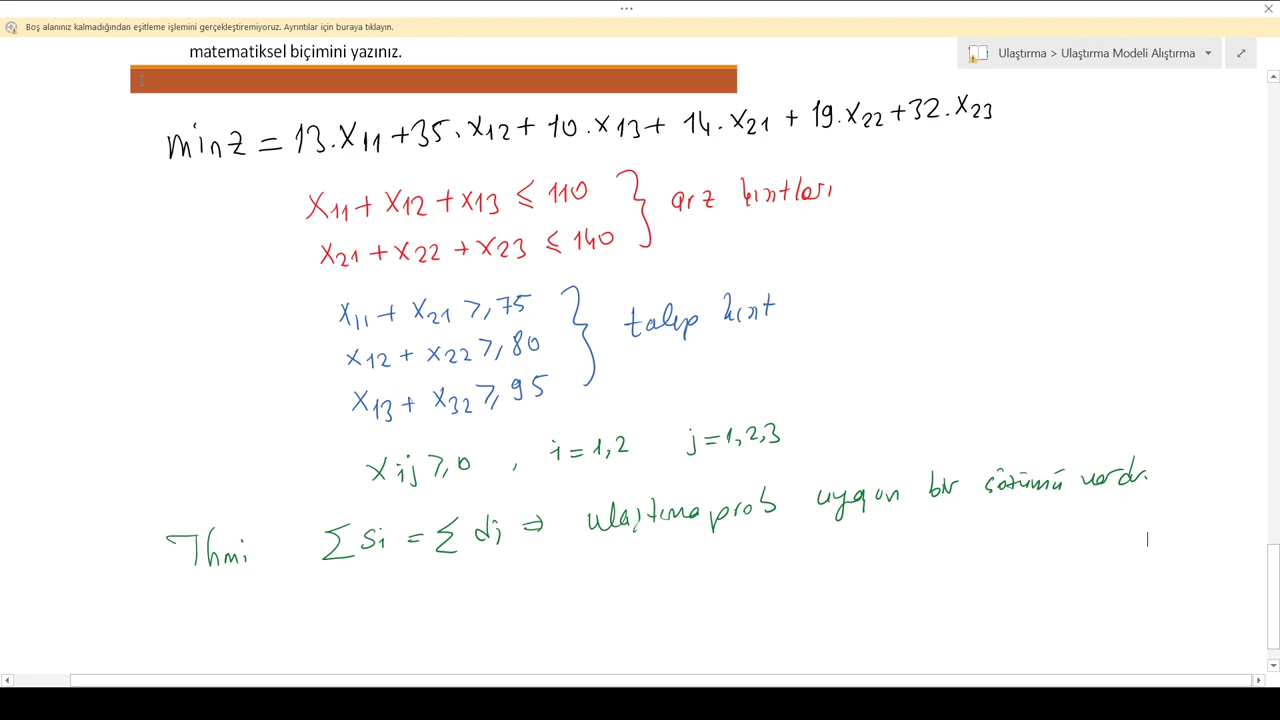 Boş alanınız kalmadığından eşitleme işlemini gerçekleştiremiyoruz. Ayrıntılar için buraya tıklayın.
matematiksel biçimini yazınız.
Ulaştırma > Ulaştırma Modeli Alıştırma
min z = 13.x11 + 35.x12 + 10.x13 + 14.x21 + 19.x22 + 32.x23
x11 + x12 + x13 ≤ 110 } arz kıstları
x21 + x22 + x23 ≤ 140
x11 + x21 ≥ 75 } talep kıst
x12 + x22 ≥ 80
x13 + x32 ≥ 95
xij ≥ 0 , i = 1,2 j = 1,2,3
Thmi ∑ si = ∑ dj ⇒ ulaştırma prob uygun bir çözümü vardır.